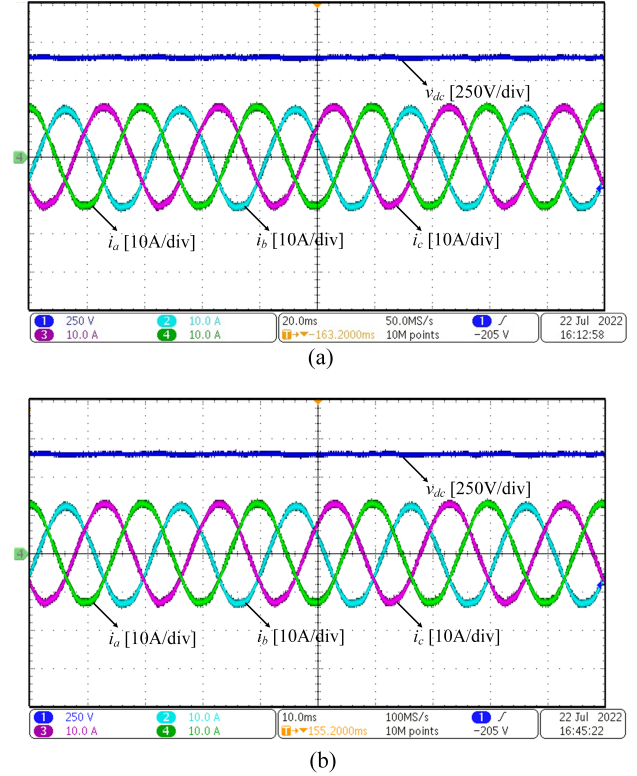 v_dc [250V/div]
4
i_a [10A/div] i_b [10A/div] i_c [10A/div]
1 250 V 2 10.0 A 20.0ms 50.0MS/s 1 ∫ 22 Jul 2022
3 10.0 A 4 10.0 A T→▼−163.2000ms 10M points −205 V 16:12:58
(a)
v_dc [250V/div]
4
i_a [10A/div] i_b [10A/div] i_c [10A/div]
1 250 V 2 10.0 A 10.0ms 100MS/s 1 ∫ 22 Jul 2022
3 10.0 A 4 10.0 A T→▼155.2000ms 10M points −205 V 16:45:22
(b)